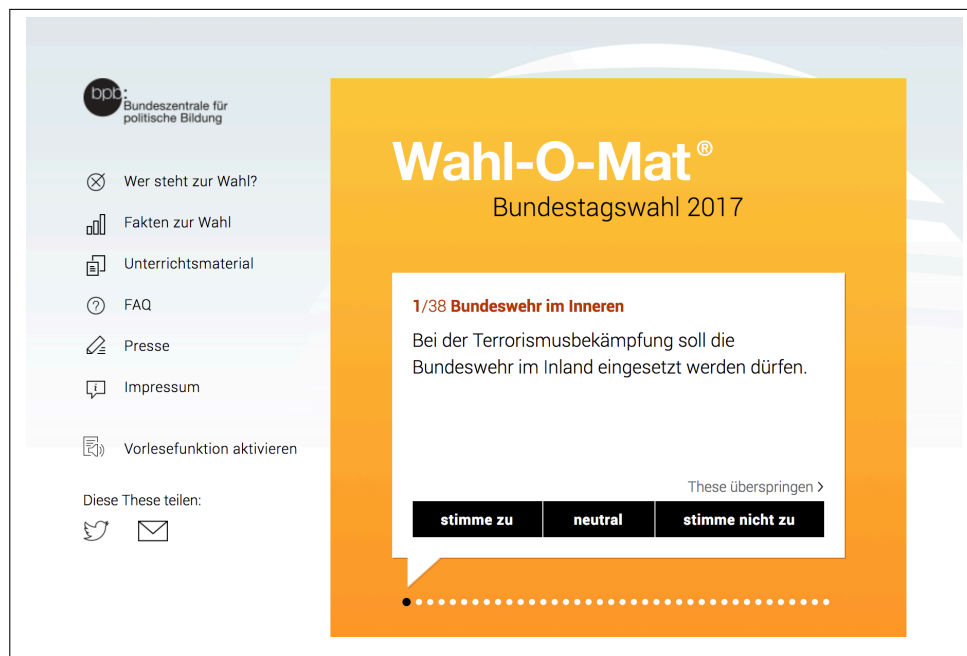 bpb:
Bundeszentrale für
politische Bildung
Wer steht zur Wahl?
Fakten zur Wahl
Unterrichtsmaterial
FAQ
Presse
Impressum
Vorlesefunktion aktivieren
Diese These teilen:
Wahl-O-Mat®
Bundestagswahl 2017
1/38 Bundeswehr im Inneren
Bei der Terrorismusbekämpfung soll die
Bundeswehr im Inland eingesetzt werden dürfen.
These überspringen >
stimme zu neutral stimme nicht zu